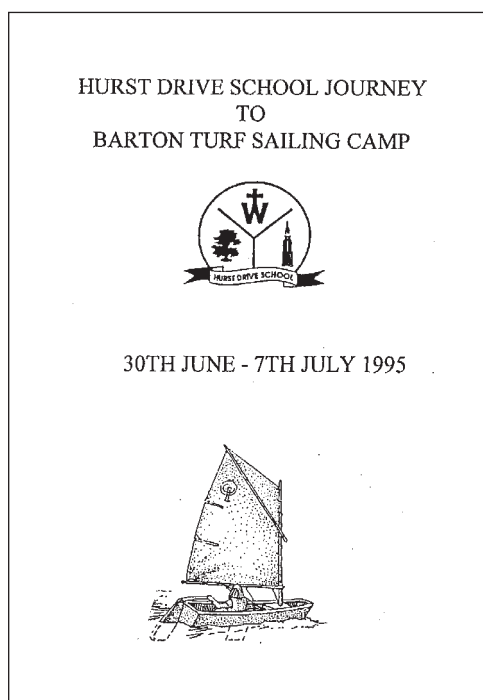 HURST DRIVE SCHOOL JOURNEY
TO
BARTON TURF SAILING CAMP
W
HURST DRIVE SCHOOL
30TH JUNE - 7TH JULY 1995